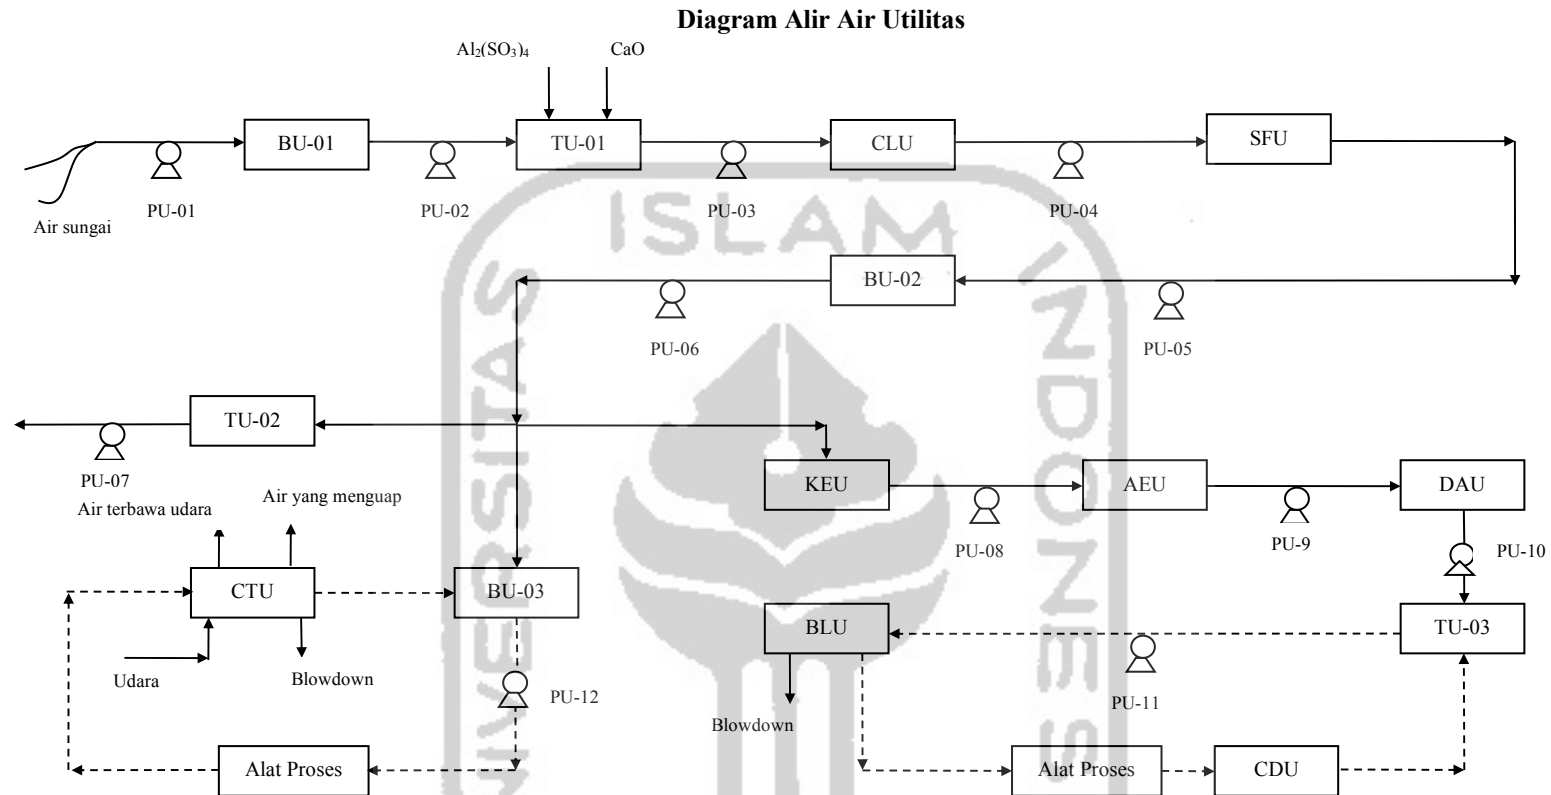 Diagram Alir Air Utilitas
Al₂(SO₃)₄
CaO
BU-01
TU-01
CLU
SFU
PU-01
PU-02
PU-03
PU-04
Air sungai
ISLAM
UNIVERSITAS
INDONES
BU-02
PU-06
PU-05
TU-02
PU-07
KEU
AEU
DAU
PU-08
PU-9
PU-10
Air terbawa udara
Air yang menguap
CTU
BU-03
BLU
TU-03
Udara
Blowdown
PU-12
Blowdown
PU-11
Alat Proses
Alat Proses
CDU